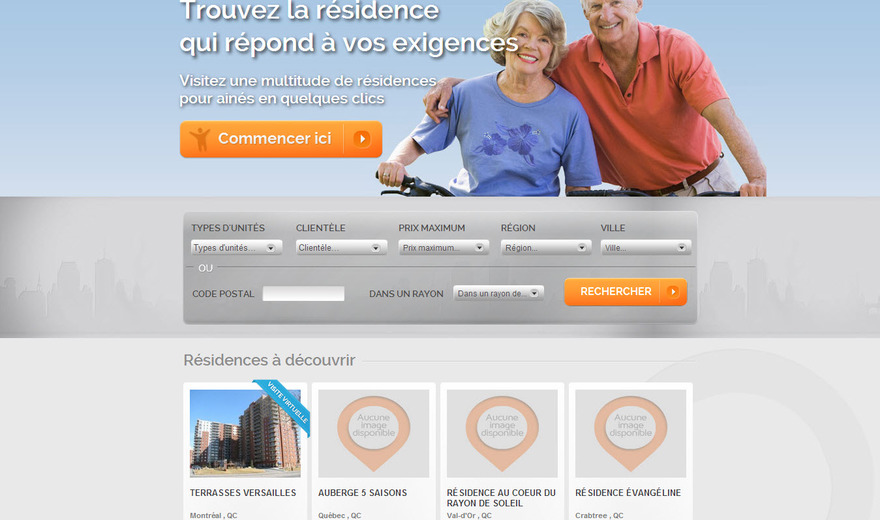 Trouvez la résidence
qui répond à vos exigences
Visitez une multitude de résidences
pour ainés en quelques clics
Commencer ici
TYPES D'UNITÉS
CLIENTÈLE
PRIX MAXIMUM
RÉGION
VILLE
Types d'unités...
Clientèle...
Prix maximum...
Région...
Ville...
OU
CODE POSTAL
DANS UN RAYON
Dans un rayon de...
RECHERCHER
Résidences à découvrir
VISITE VIRTUELLE
Aucune
image
disponible
Aucune
image
disponible
Aucune
image
disponible
TERRASSES VERSAILLES
Montréal , QC
AUBERGE 5 SAISONS
Québec , QC
RÉSIDENCE AU COEUR DU
RAYON DE SOLEIL
Val-d'Or , QC
RÉSIDENCE ÉVANGÉLINE
Crabtree , QC